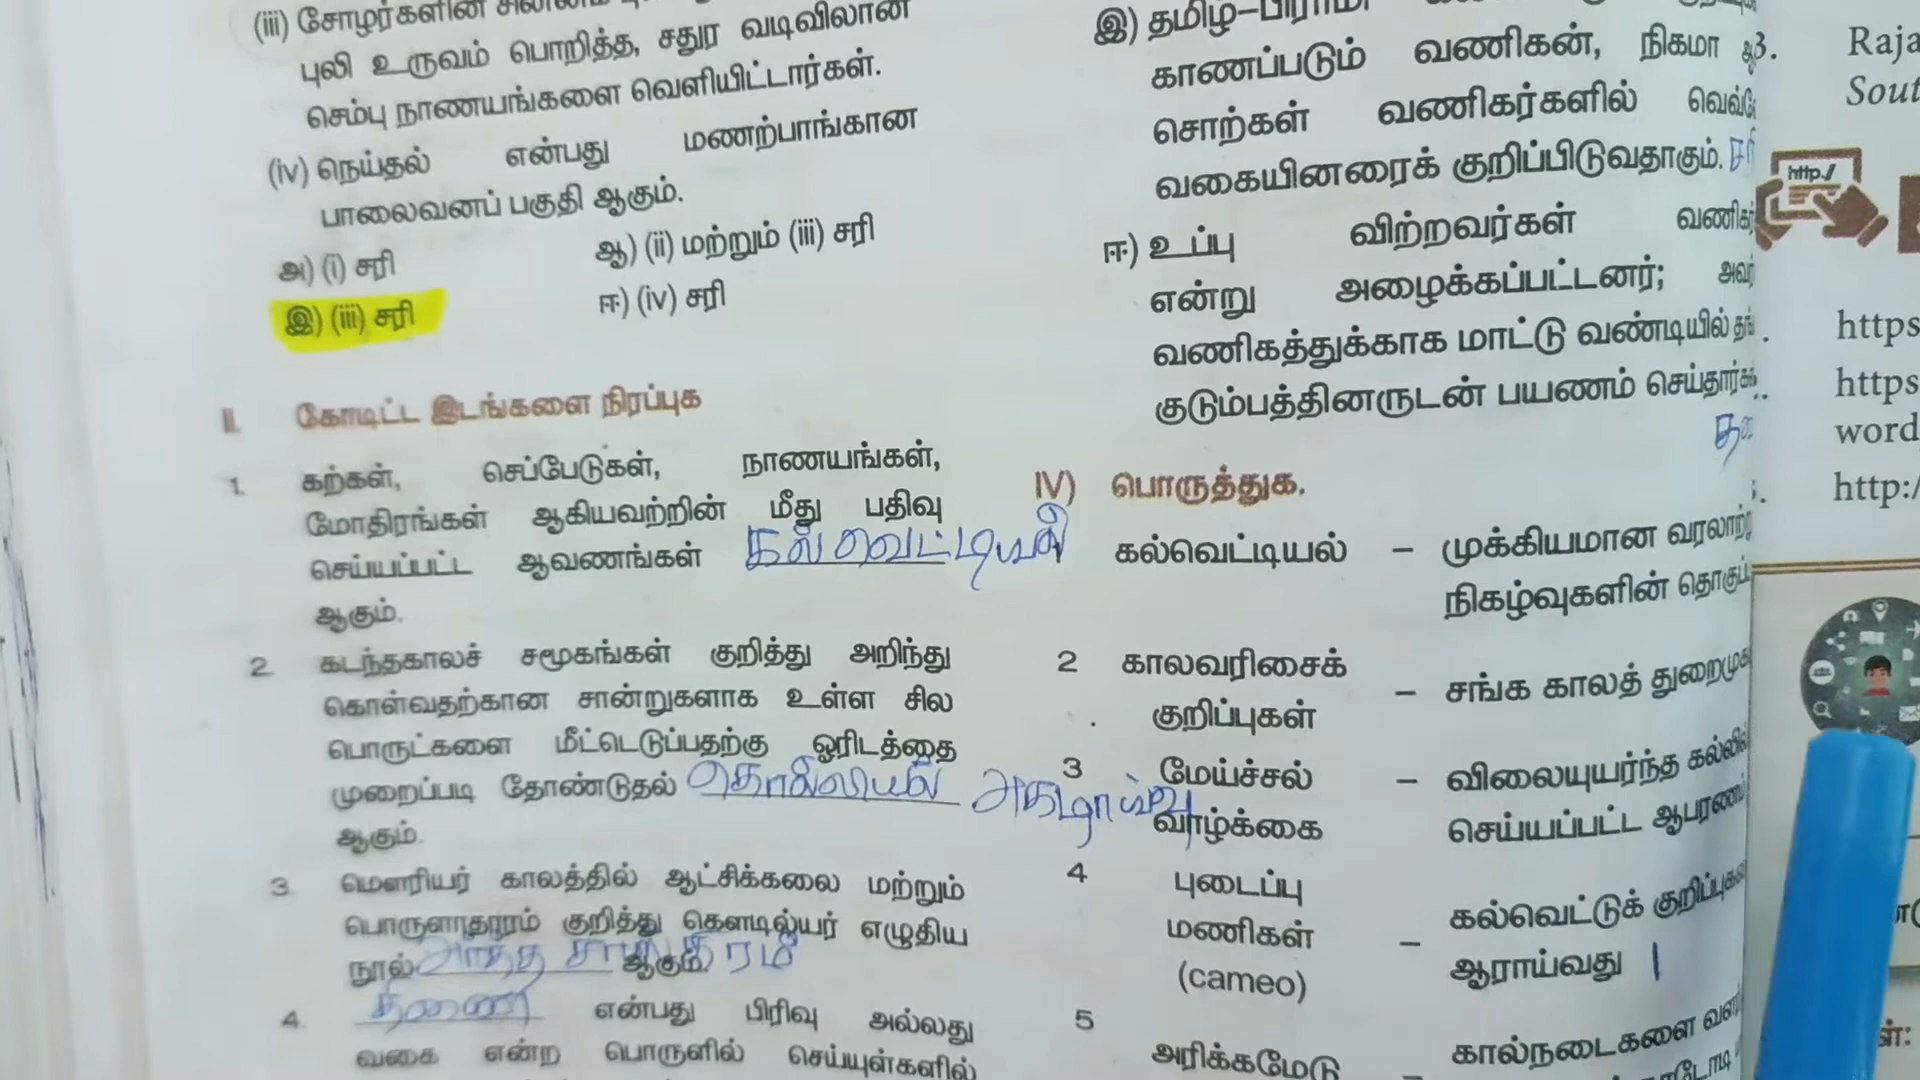 (iii) சோழர்களின்
புலி உருவம் பொறித்த, சதுர வடிவிலான
செம்பு நாணயங்களை வெளியிட்டார்கள்.
(iv) நெய்தல் என்பது மணற்பாங்கான
பாலைவனப் பகுதி ஆகும்.
அ) (i) சரி ஆ) (ii) மற்றும் (iii) சரி
இ) (iii) சரி ஈ) (iv) சரி
II. கோடிட்ட இடங்களை நிரப்புக
1. கற்கள், செப்பேடுகள், நாணயங்கள்,
மோதிரங்கள் ஆகியவற்றின் மீது பதிவு
செய்யப்பட்ட ஆவணங்கள் கல்வெட்டியல்
ஆகும்.
2 கடந்தகாலச் சமூகங்கள் குறித்து அறிந்து
கொள்வதற்கான சான்றுகளாக உள்ள சில
பொருட்களை மீட்டெடுப்பதற்கு ஓரிடத்தை
முறைப்படி தோண்டுதல் தொல்லியல் அகழாய்வு
ஆகும்.
3 மௌரியர் காலத்தில் ஆட்சிக்கலை மற்றும்
பொருளாதாரம் குறித்து கௌடில்யர் எழுதிய
நூல் அர்த்த சாஸ்திரம் ஆகும்.
4. திணை என்பது பிரிவு அல்லது
வகை என்ற பொருளில் செய்யுள்களில்
இ) தமிழ்–பிராமி
காணப்படும் வணிகன், நிகமா
சொற்கள் வணிகர்களில்
வகையினரைக் குறிப்பிடுவதாகும். சரி
ஈ) உப்பு விற்றவர்கள்
என்று அழைக்கப்பட்டனர்;
வணிகத்துக்காக மாட்டு வண்டியில்
குடும்பத்தினருடன் பயணம்
IV) பொருத்துக.
கல்வெட்டியல் – முக்கியமான
நிகழ்வுகளின்
2 காலவரிசைக்
குறிப்புகள் – சங்க காலத்
3 மேய்ச்சல் – விலையுயர்ந்த
வாழ்க்கை செய்யப்பட்ட
4 புடைப்பு
மணிகள் – கல்வெட்டுக்
(cameo) ஆராய்வது 1
5 அரிக்கமேடு – கால்நடைகளை
3. Raja
Sout
http://
https
https
word
http:/